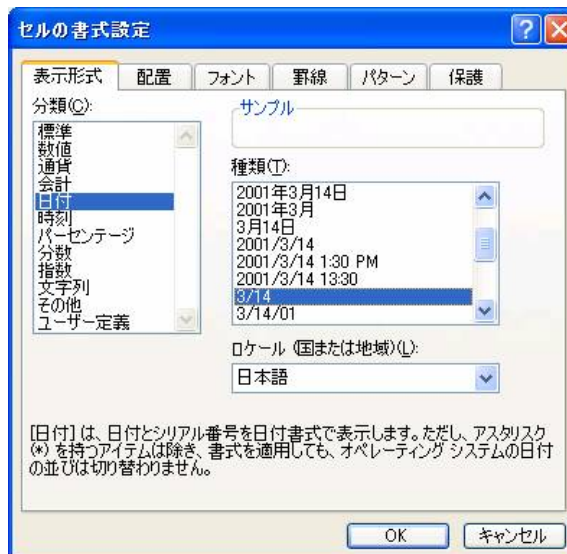 セルの書式設定
表示形式 配置 フォント 罫線 パターン 保護
分類(C):
標準
数値
通貨
会計
日付
時刻
パーセンテージ
分数
指数
文字列
その他
ユーザー定義
サンプル
種類(T):
2001年3月14日
2001年3月
3月14日
2001/3/14
2001/3/14 1:30 PM
2001/3/14 13:30
3/14
3/14/01
ロケール (国または地域)(L):
日本語
[日付] は、日付とシリアル番号を日付書式で表示します。ただし、アスタリスク
(*) を持つアイテムは除き、書式を適用しても、オペレーティング システムの日付
の並びは切り替わりません。
OK キャンセル